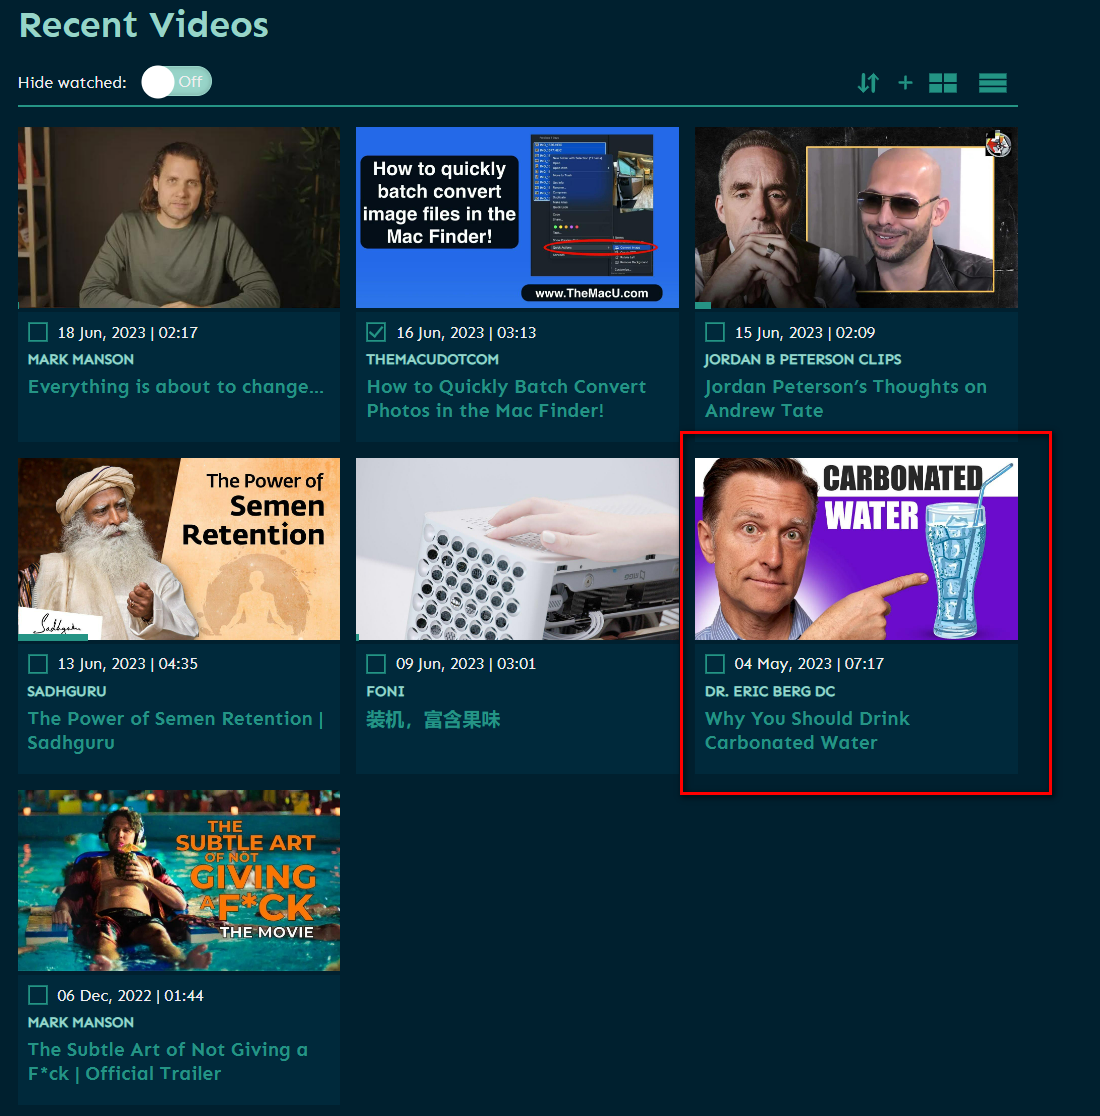 Recent Videos
Hide watched: Off
How to quickly
batch convert
image files in the
Mac Finder!
www.TheMacU.com
18 Jun, 2023 | 02:17
MARK MANSON
Everything is about to change...
16 Jun, 2023 | 03:13
THEMACUDOTCOM
How to Quickly Batch Convert
Photos in the Mac Finder!
15 Jun, 2023 | 02:09
JORDAN B PETERSON CLIPS
Jordan Peterson’s Thoughts on
Andrew Tate
The Power of
Semen
Retention
Sadhguru
13 Jun, 2023 | 04:35
SADHGURU
The Power of Semen Retention |
Sadhguru
09 Jun, 2023 | 03:01
FONI
装机，富含果味
CARBONATED
WATER
04 May, 2023 | 07:17
DR. ERIC BERG DC
Why You Should Drink
Carbonated Water
THE
SUBTLE ART
OF NOT
GIVING
A F*CK
THE MOVIE
06 Dec, 2022 | 01:44
MARK MANSON
The Subtle Art of Not Giving a
F*ck | Official Trailer